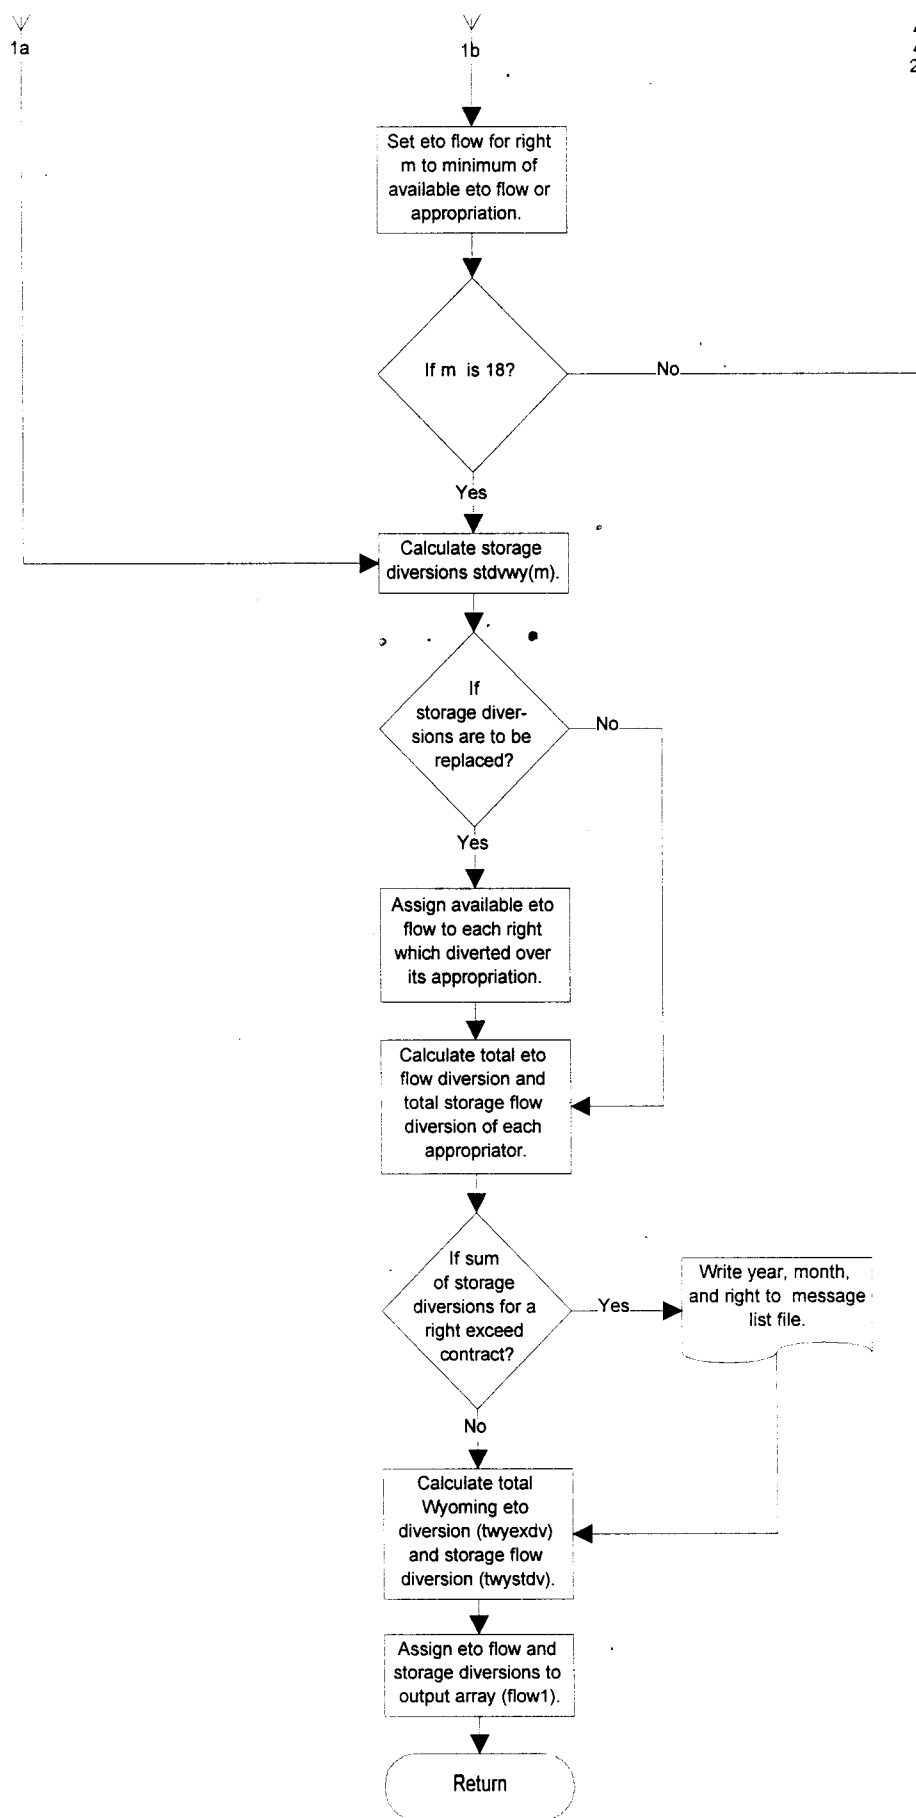 1a
1b
2
Set eto flow for right
m to minimum of
available eto flow or
appropriation.
If m is 18?
No
Yes
Calculate storage
diversions stdvwy(m).
If
storage diver-
sions are to be
replaced?
No
Yes
Assign available eto
flow to each right
which diverted over
its appropriation.
Calculate total eto
flow diversion and
total storage flow
diversion of each
appropriator.
If sum
of storage
diversions for a
right exceed
contract?
Yes
Write year, month,
and right to message
list file.
No
Calculate total
Wyoming eto
diversion (twyexdv)
and storage flow
diversion (twystdv).
Assign eto flow and
storage diversions to
output array (flow1).
Return